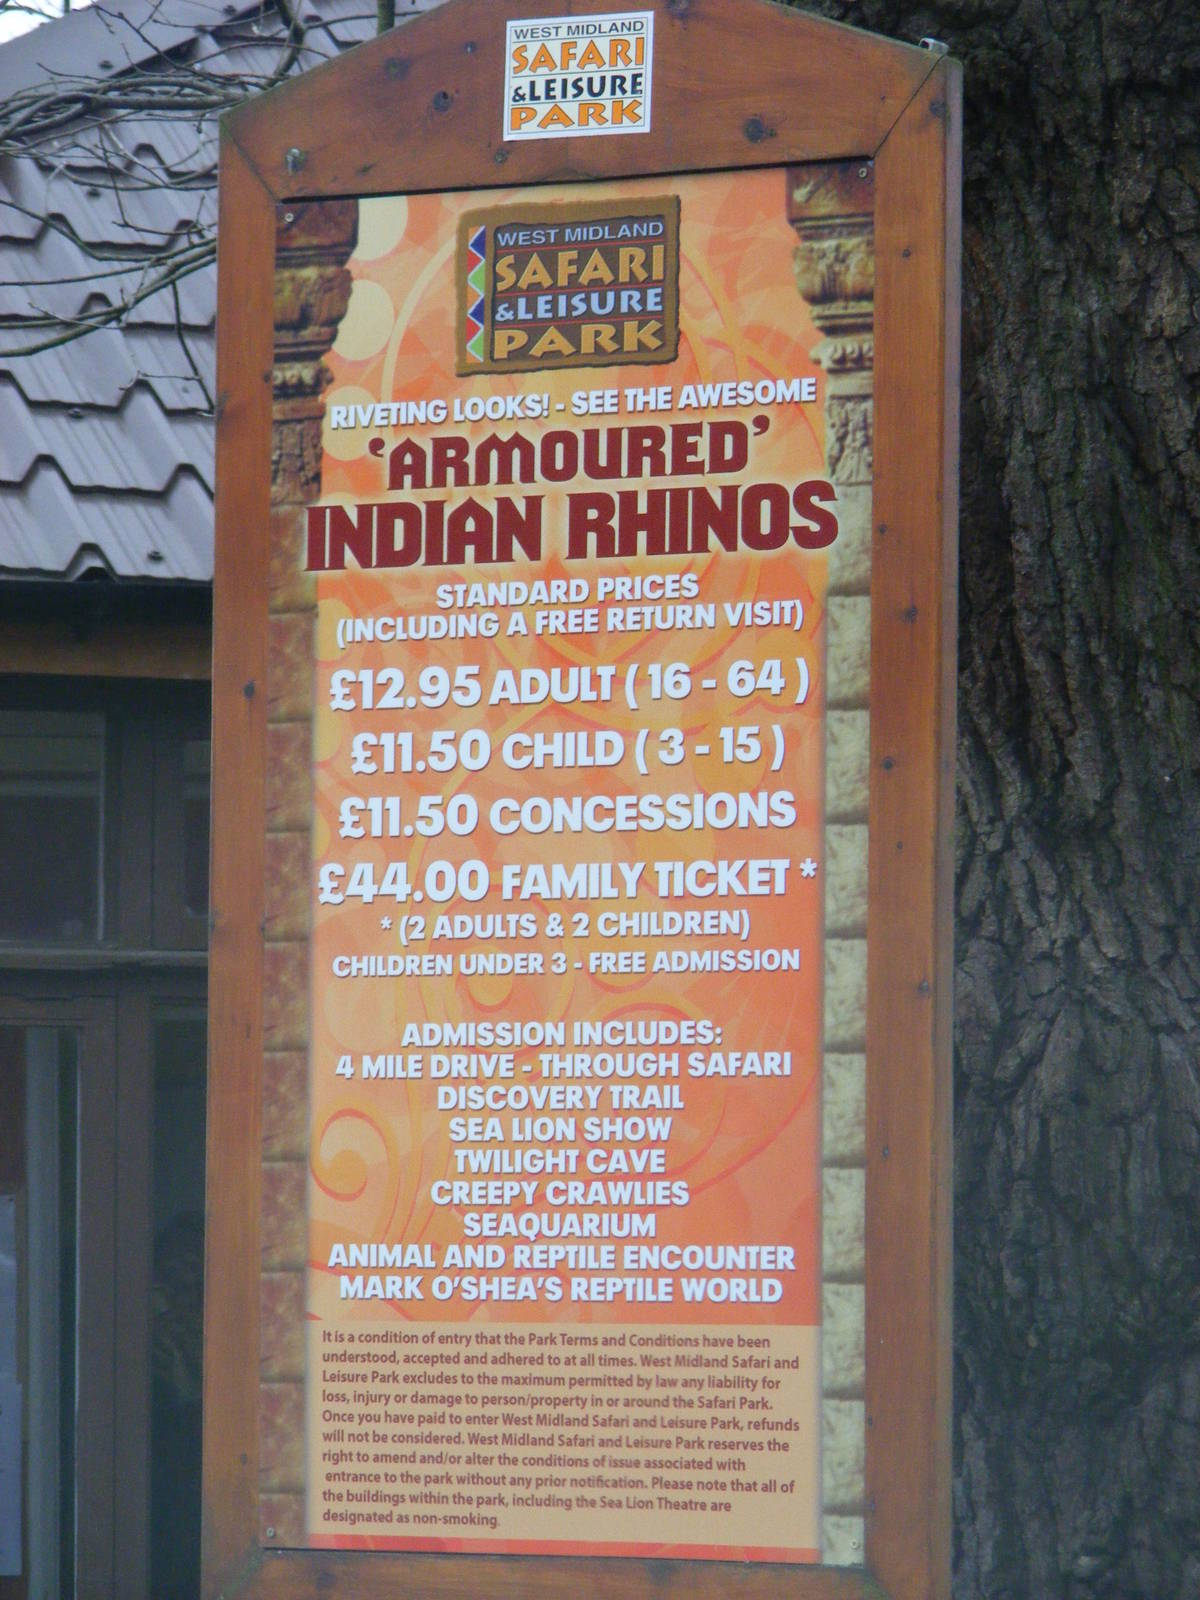 WEST MIDLAND
SAFARI
&LEISURE
PARK
WEST MIDLAND
SAFARI
&LEISURE
PARK
RIVETING LOOKS! - SEE THE AWESOME
'ARMOURED'
INDIAN RHINOS
STANDARD PRICES
(INCLUDING A FREE RETURN VISIT)
£12.95 ADULT ( 16 - 64 )
£11.50 CHILD ( 3 - 15 )
£11.50 CONCESSIONS
£44.00 FAMILY TICKET *
* (2 ADULTS & 2 CHILDREN)
CHILDREN UNDER 3 - FREE ADMISSION
ADMISSION INCLUDES:
4 MILE DRIVE - THROUGH SAFARI
DISCOVERY TRAIL
SEA LION SHOW
TWILIGHT CAVE
CREEPY CRAWLIES
SEAQUARIUM
ANIMAL AND REPTILE ENCOUNTER
MARK O'SHEA'S REPTILE WORLD
It is a condition of entry that the Park Terms and Conditions have been
understood, accepted and adhered to at all times. West Midland Safari and
Leisure Park excludes to the maximum permitted by law any liability for
loss, injury or damage to person/property in or around the Safari Park.
Once you have paid to enter West Midland Safari and Leisure Park, refunds
will not be considered. West Midland Safari and Leisure Park reserves the
right to amend and/or alter the conditions of issue associated with
entrance to the park without any prior notification. Please note that all of
the buildings within the park, including the Sea Lion Theatre are
designated as non-smoking.